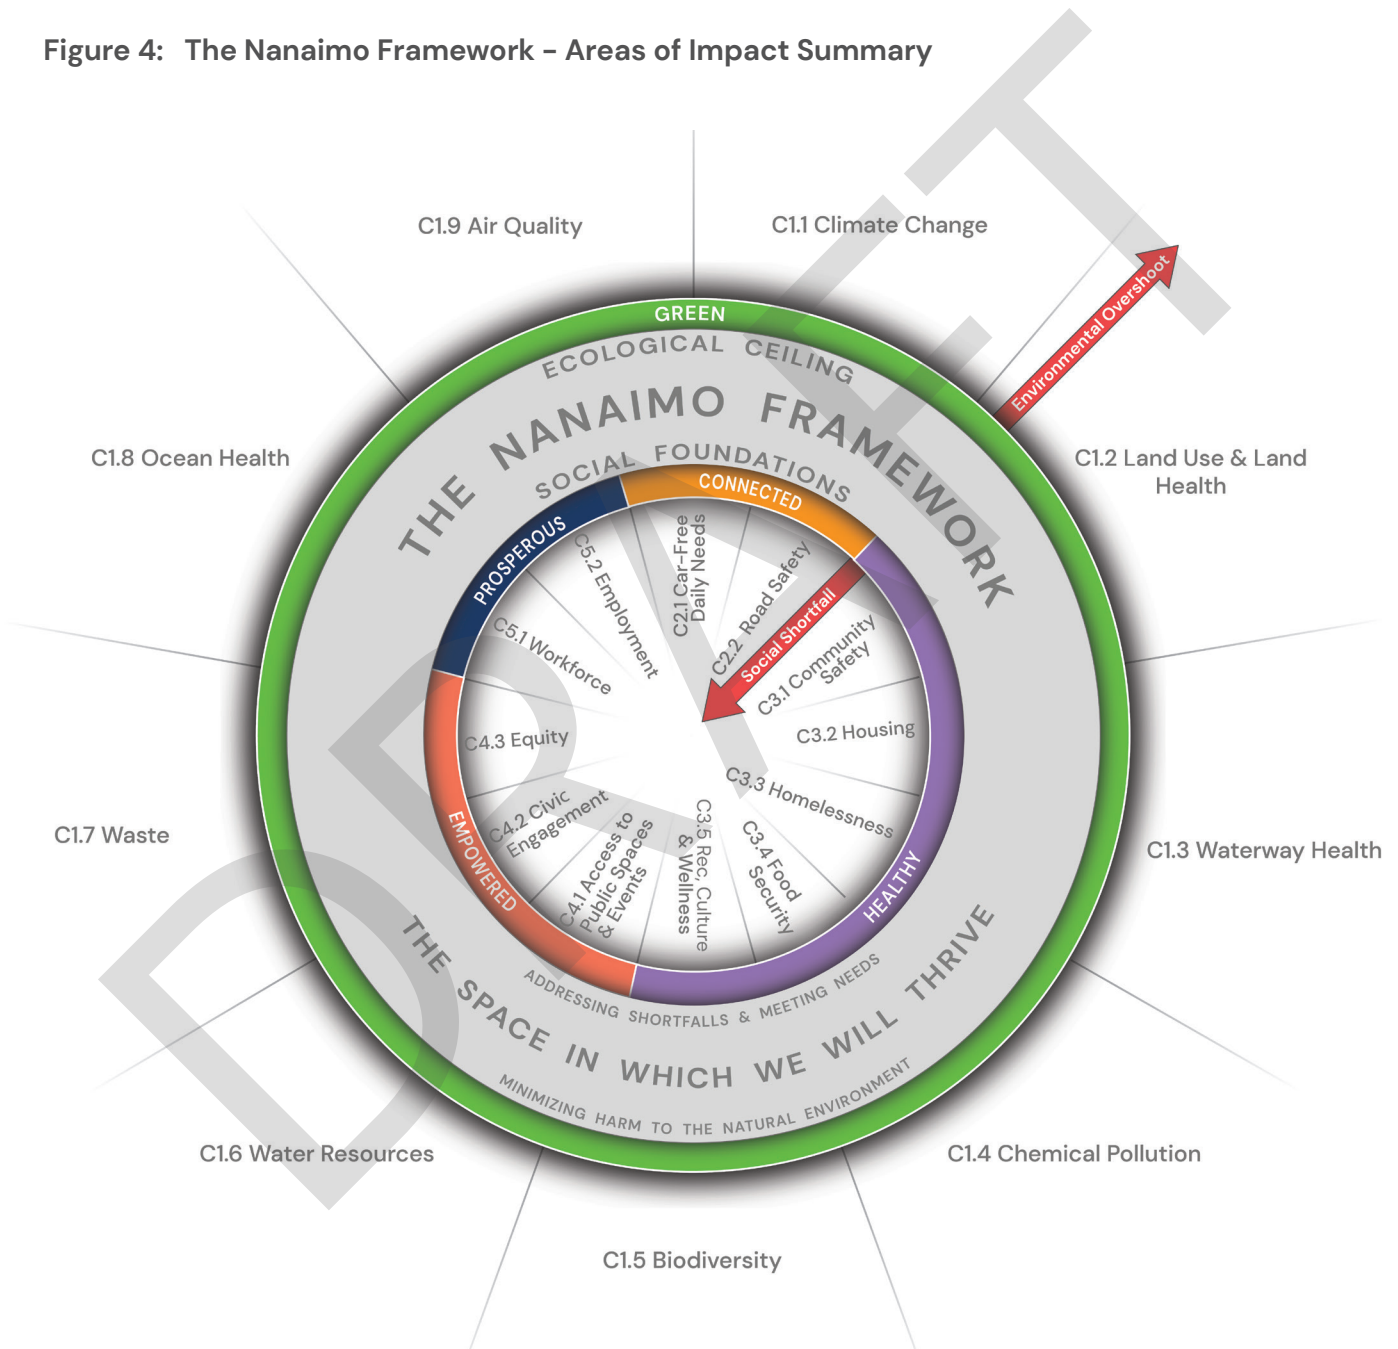 Figure 4: The Nanaimo Framework – Areas of Impact Summary
C1.9 Air Quality
C1.1 Climate Change
Environmental Overshoot
C1.8 Ocean Health
C1.2 Land Use & Land
Health
C1.7 Waste
C1.3 Waterway Health
C1.6 Water Resources
C1.4 Chemical Pollution
C1.5 Biodiversity
GREEN
ECOLOGICAL CEILING
THE NANAIMO FRAMEWORK
SOCIAL FOUNDATIONS
CONNECTED
PROSPEROUS
EMPOWERED
HEALTHY
C2.1 Car-Free
Daily Needs
C2.2 Road Safety
Social Shortfall
C3.1 Community
Safety
C3.2 Housing
C3.3 Homelessness
C3.4 Food
Security
C3.5 Rec, Culture
& Wellness
C4.1 Access to
Public Spaces
& Events
C4.2 Civic
Engagement
C4.3 Equity
C5.1 Workforce
C5.2 Employment
ADDRESSING SHORTFALLS & MEETING NEEDS
THE SPACE IN WHICH WE WILL THRIVE
MINIMIZING HARM TO THE NATURAL ENVIRONMENT
DRAFT